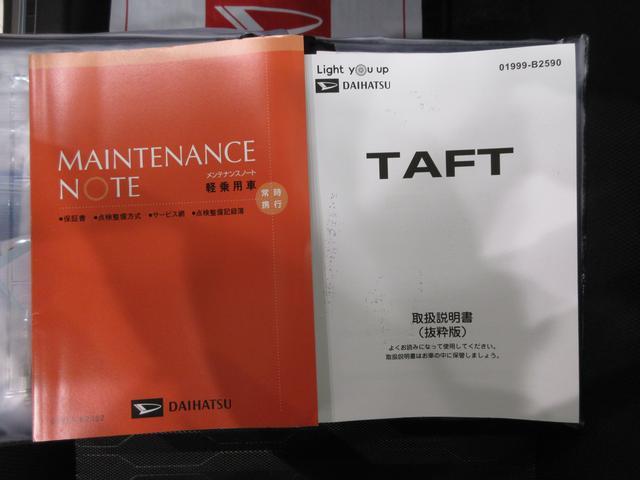 MAINTENANCE
NOTE
メンテナンスノート
軽乗用車
常時
携行
●保証書 ●点検整備方式 ●サービス網 ●点検整備記録簿
DAIHATSU
Light you up
DAIHATSU
01999-B2590
TAFT
取扱説明書
（抜粋版）
よくお読みになって使用してください。
取扱説明書はお車の中に保管しましょう。